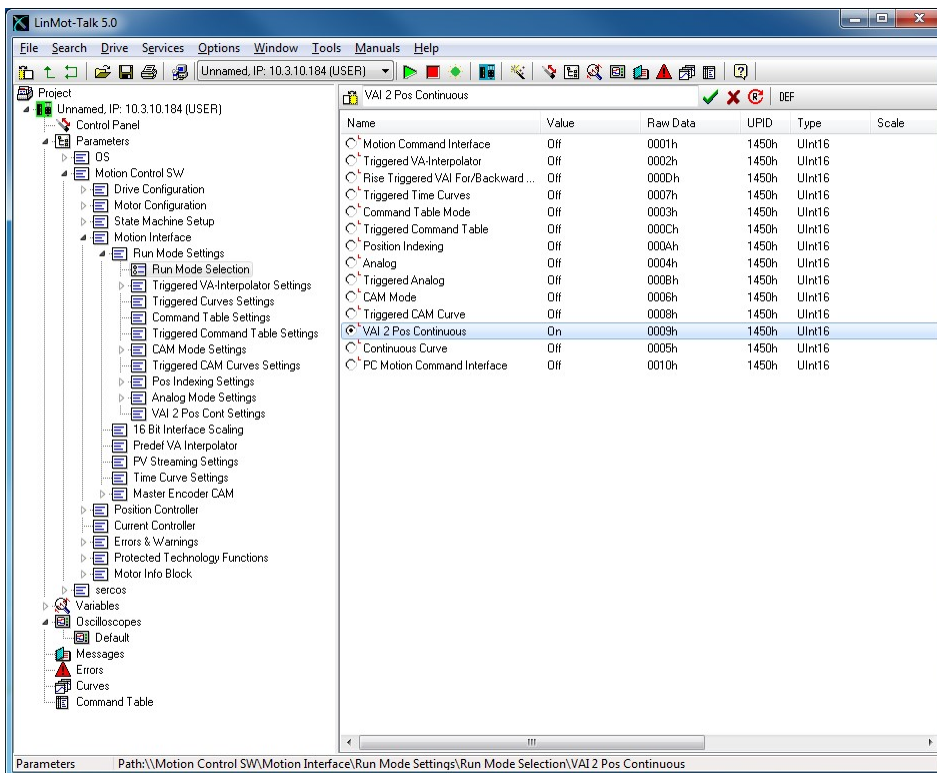 LinMot-Talk 5.0
File Search Drive Services Options Window Tools Manuals Help
Unnamed, IP: 10.3.10.184 (USER)
Project
Unnamed, IP: 10.3.10.184 (USER)
Control Panel
Parameters
OS
Motion Control SW
Drive Configuration
Motor Configuration
State Machine Setup
Motion Interface
Run Mode Settings
Run Mode Selection
Triggered VA-Interpolator Settings
Triggered Curves Settings
Command Table Settings
Triggered Command Table Settings
CAM Mode Settings
Triggered CAM Curves Settings
Pos Indexing Settings
Analog Mode Settings
VAI 2 Pos Cont Settings
16 Bit Interface Scaling
Predef VA Interpolator
PV Streaming Settings
Time Curve Settings
Master Encoder CAM
Position Controller
Current Controller
Errors & Warnings
Protected Technology Functions
Motor Info Block
sercos
Variables
Oscilloscopes
Default
Messages
Errors
Curves
Command Table
VAI 2 Pos Continuous DEF
Name Value Raw Data UPID Type Scale
Motion Command Interface Off 0001h 1450h UInt16
Triggered VA-Interpolator Off 0002h 1450h UInt16
Rise Triggered VAI For/Backward ... Off 000Dh 1450h UInt16
Triggered Time Curves Off 0007h 1450h UInt16
Command Table Mode Off 0003h 1450h UInt16
Triggered Command Table Off 000Ch 1450h UInt16
Position Indexing Off 000Ah 1450h UInt16
Analog Off 0004h 1450h UInt16
Triggered Analog Off 000Bh 1450h UInt16
CAM Mode Off 0006h 1450h UInt16
Triggered CAM Curve Off 0008h 1450h UInt16
VAI 2 Pos Continuous On 0009h 1450h UInt16
Continuous Curve Off 0005h 1450h UInt16
PC Motion Command Interface Off 0010h 1450h UInt16
Parameters Path:\\Motion Control SW\Motion Interface\Run Mode Settings\Run Mode Selection\VAI 2 Pos Continuous